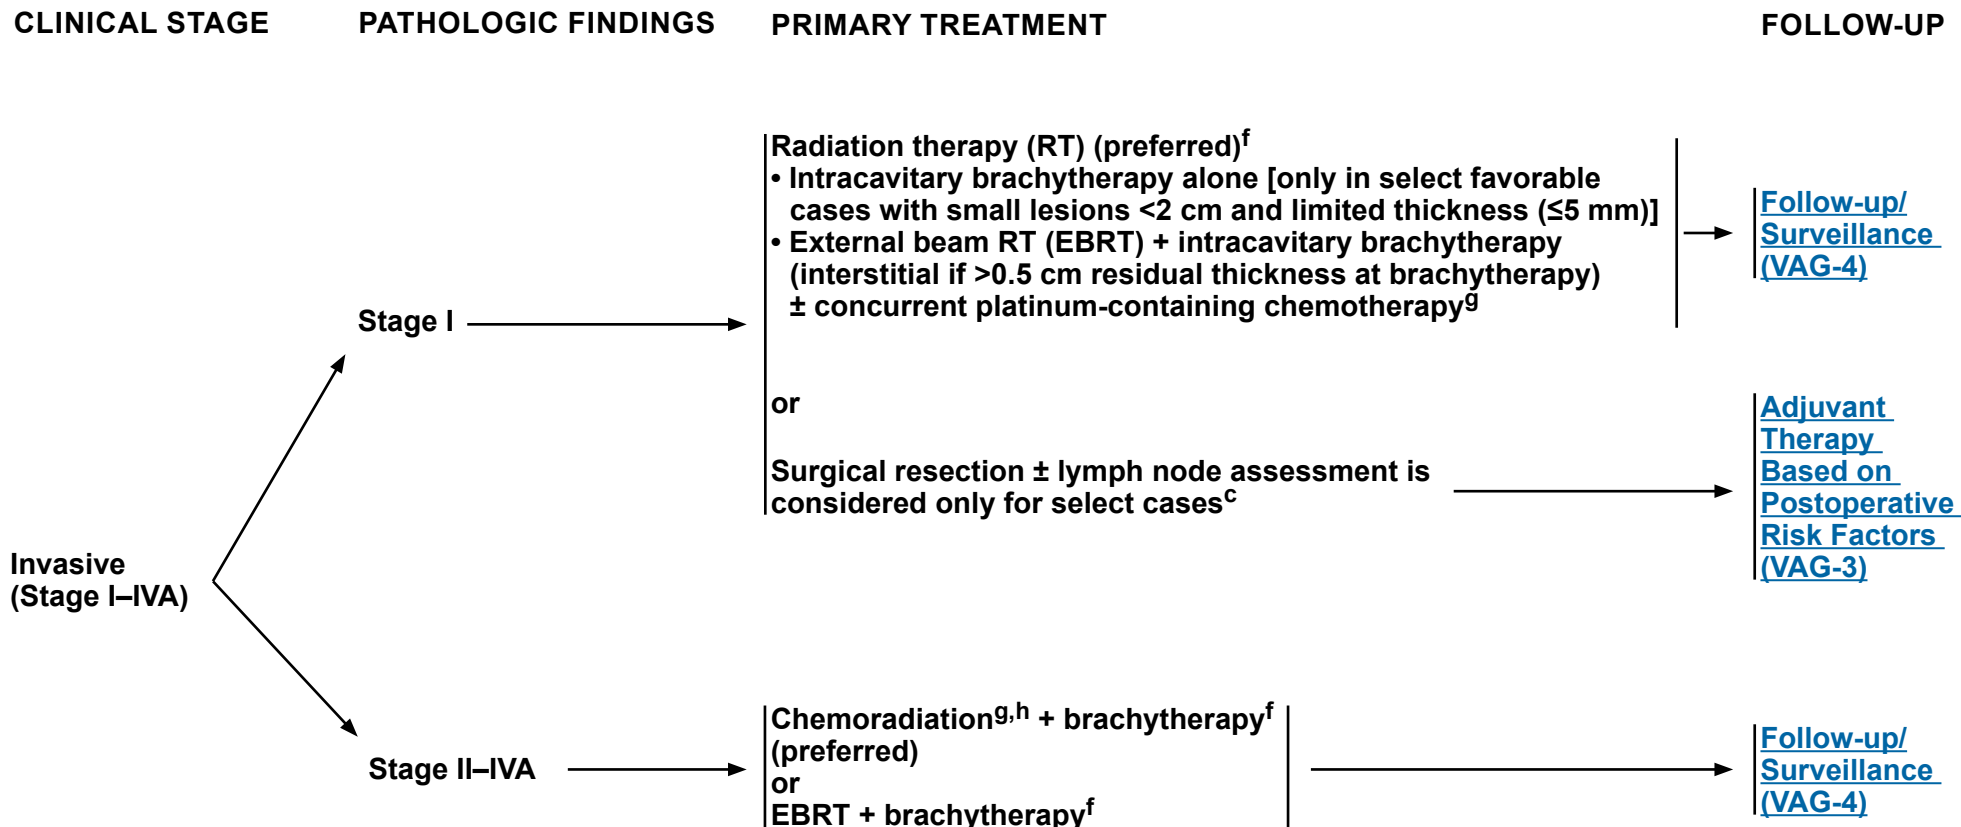 CLINICAL STAGE
PATHOLOGIC FINDINGS
PRIMARY TREATMENT
FOLLOW-UP
Radiation therapy (RT) (preferred)f
• Intracavitary brachytherapy alone [only in select favorable
cases with small lesions <2 cm and limited thickness (≤5 mm)]
• External beam RT (EBRT) + intracavitary brachytherapy
(interstitial if >0.5 cm residual thickness at brachytherapy)
± concurrent platinum-containing chemotherapyg
Follow-up/
Surveillance
(VAG-4)
Stage I
or
Surgical resection ± lymph node assessment is
considered only for select casesc
Adjuvant
Therapy
Based on
Postoperative
Risk Factors
(VAG-3)
Invasive
(Stage I–IVA)
Stage II–IVA
Chemoradiationg,h + brachytherapyf
(preferred)
or
EBRT + brachytherapyf
Follow-up/
Surveillance
(VAG-4)